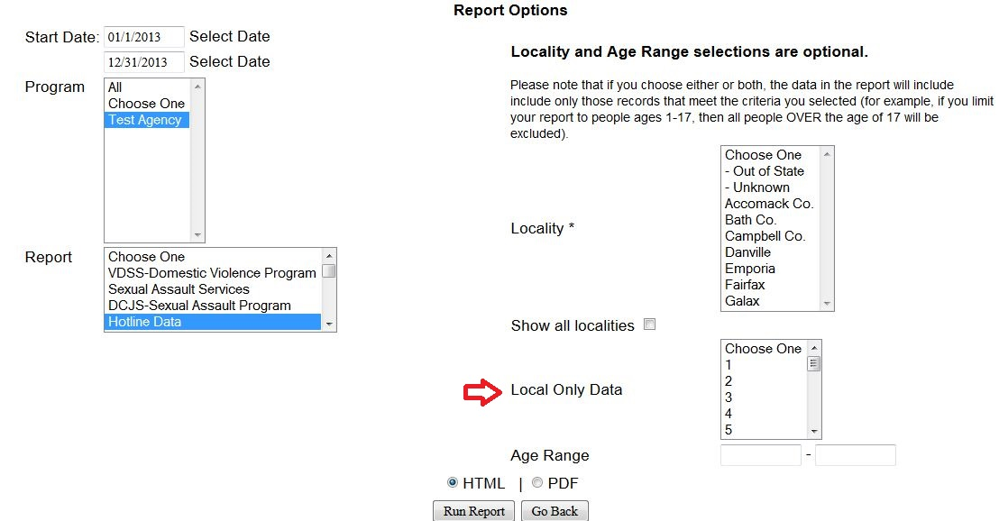 Report Options
Start Date: 01/1/2013 Select Date
12/31/2013 Select Date
Program
All
Choose One
Test Agency
Report
Choose One
VDSS-Domestic Violence Program
Sexual Assault Services
DCJS-Sexual Assault Program
Hotline Data
Locality and Age Range selections are optional.
Please note that if you choose either or both, the data in the report will include
include only those records that meet the criteria you selected (for example, if you limit
your report to people ages 1-17, then all people OVER the age of 17 will be
excluded).
Locality *
Choose One
- Out of State
- Unknown
Accomack Co.
Bath Co.
Campbell Co.
Danville
Emporia
Fairfax
Galax
Show all localities
Local Only Data
Choose One
1
2
3
4
5
Age Range -
HTML | PDF
Run Report Go Back